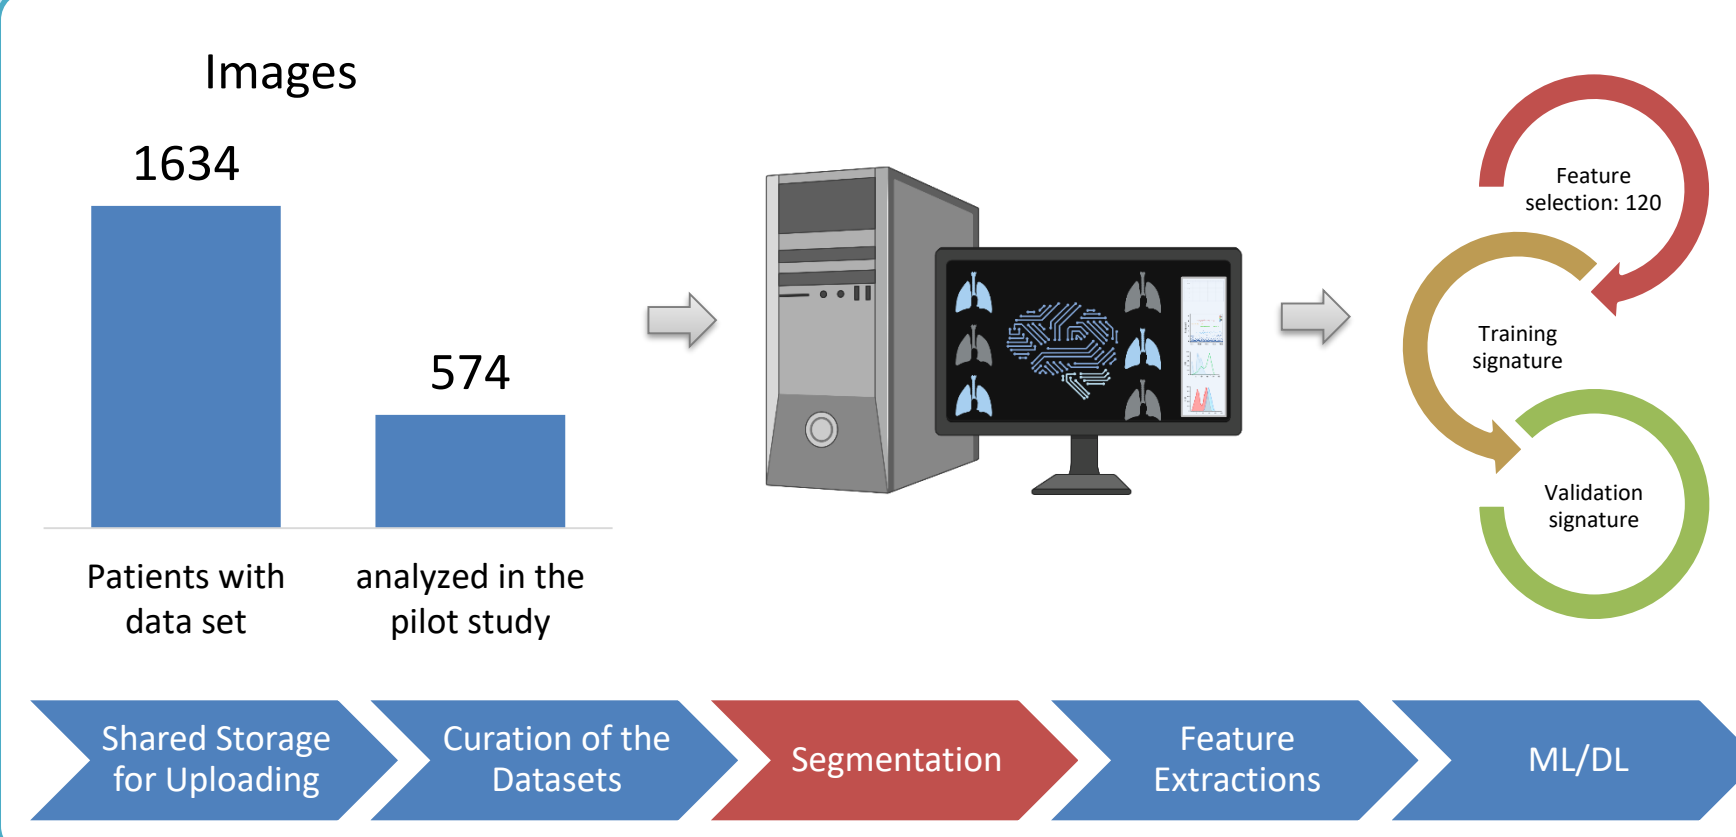 Images
1634
574
Patients with
data set
analyzed in the
pilot study
Feature
selection: 120
Training
signature
Validation
signature
Shared Storage
for Uploading
Curation of the
Datasets
Segmentation
Feature
Extractions
ML/DL